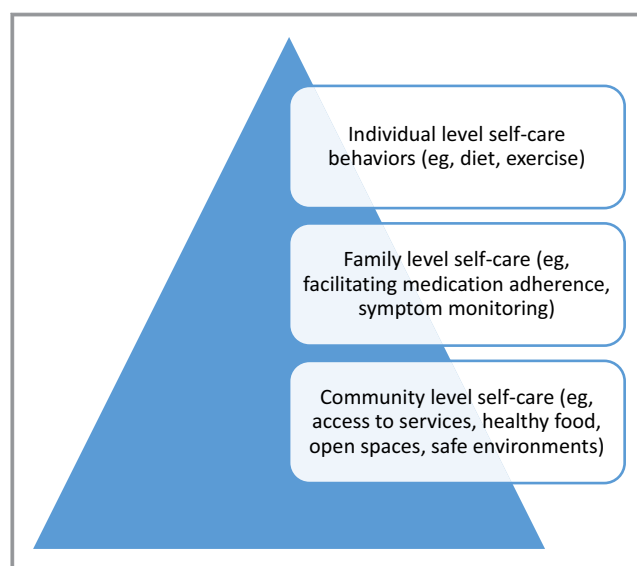 Individual level self-care
behaviors (eg, diet, exercise)
Family level self-care (eg,
facilitating medication adherence,
symptom monitoring)
Community level self-care (eg,
access to services, healthy food,
open spaces, safe environments)